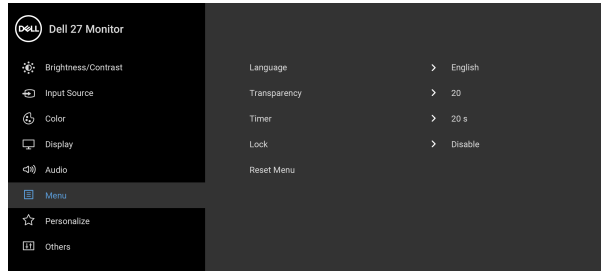 DELL Dell 27 Monitor
Brightness/Contrast
Input Source
Color
Display
Audio
Menu
Personalize
Others
Language > English
Transparency > 20
Timer > 20 s
Lock > Disable
Reset Menu